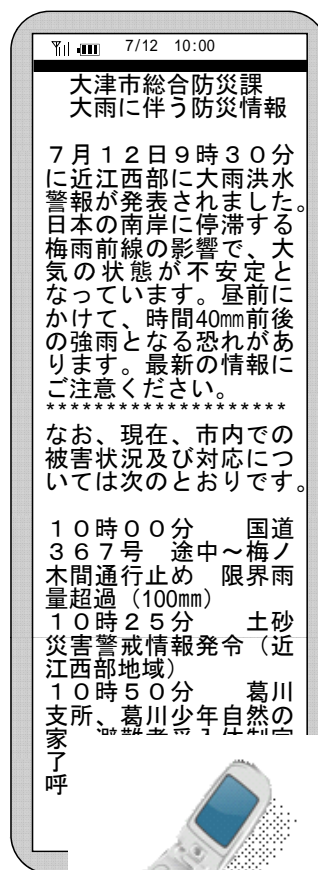 7/12 10:00
大津市総合防災課
大雨に伴う防災情報
７月１２日９時３０分
に近江西部に大雨洪水
警報が発表されました。
日本の南岸に停滞する
梅雨前線の影響で、大
気の状態が不安定と
なっています。昼前に
かけて、時間40㎜前後
の強雨となる恐れがあ
ります。最新の情報に
ご注意ください。
********************
なお、現在、市内での
被害状況及び対応につ
いては次のとおりです。
１０時００分　　国道
３６７号　途中～梅ノ
木間通行止め　限界雨
量超過（100㎜）
１０時２５分　　土砂
災害警戒情報発令（近
江西部地域）
１０時５０分　　葛川
支所、葛川少年自然の
家
了
呼